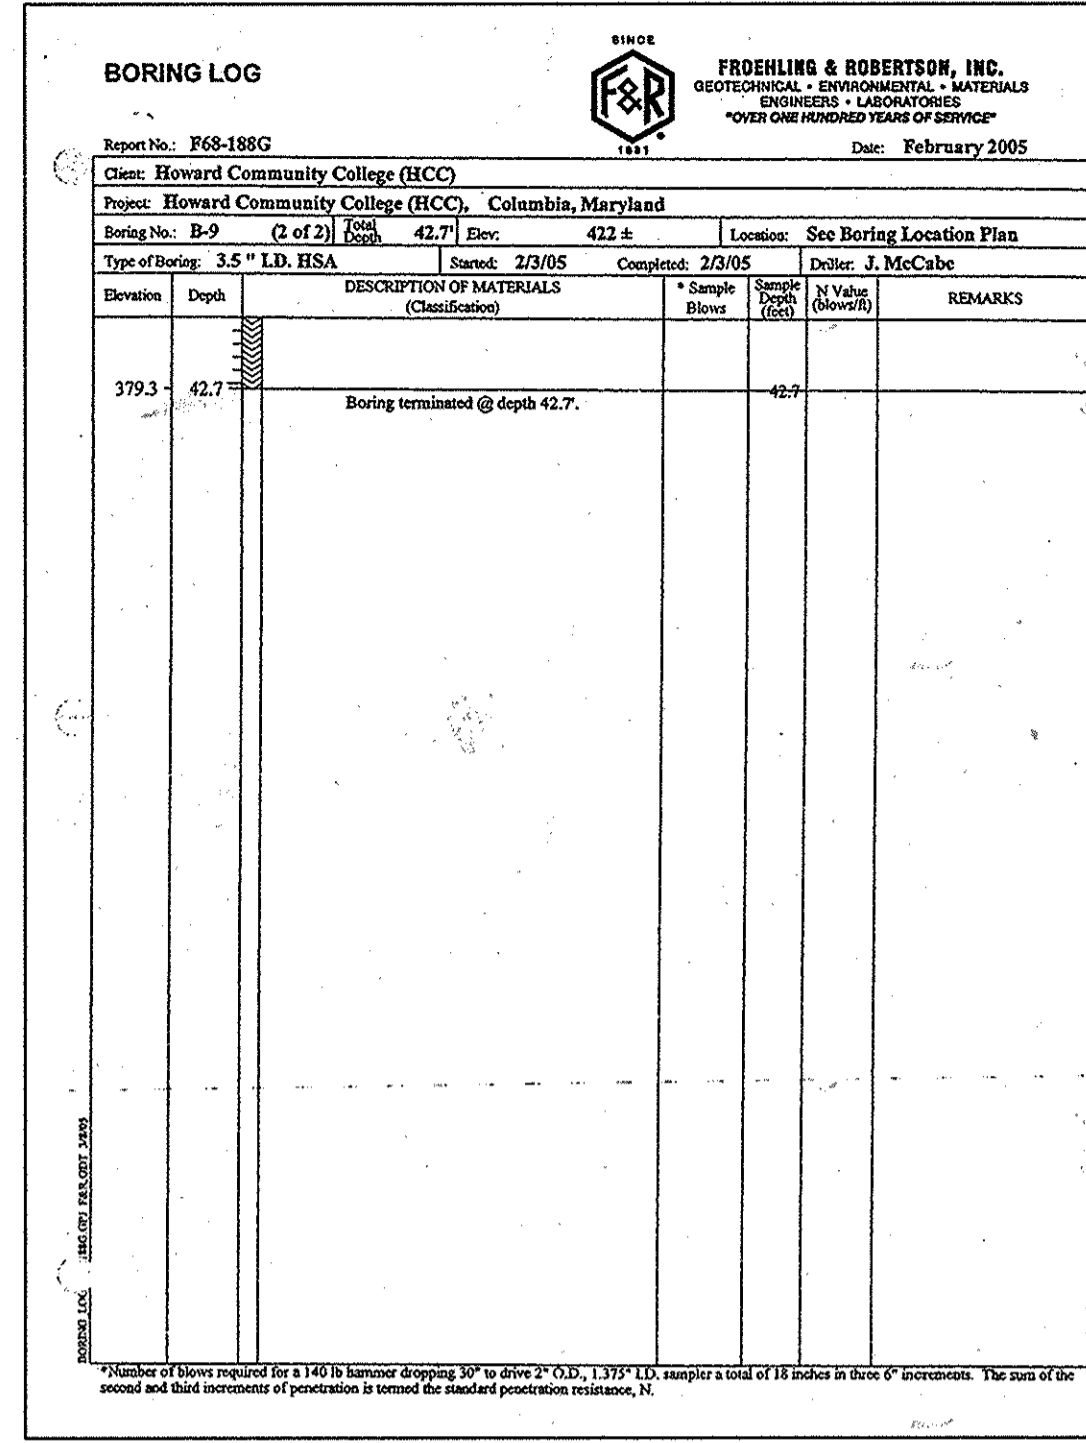 BORING LOG
SINCE
F&R
1881
FROEHLING & ROBERTSON, INC.
GEOTECHNICAL • ENVIRONMENTAL • MATERIALS
ENGINEERS • LABORATORIES
"OVER ONE HUNDRED YEARS OF SERVICE"
Report No.: F68-188G
Date: February 2005
Client: Howard Community College (HCC)
Project: Howard Community College (HCC), Columbia, Maryland
Boring No.: B-9 (2 of 2) Total Depth 42.7' Elev: 422 ± Location: See Boring Location Plan
Type of Boring: 3.5 " I.D. HSA Started: 2/3/05 Completed: 2/3/05 Driller: J. McCabe
Elevation Depth DESCRIPTION OF MATERIALS (Classification) * Sample Blows Sample Depth (feet) N Value (blows/ft) REMARKS
379.3 42.7 42.7
Boring terminated @ depth 42.7'.
BORING LOG 188G.GPJ F&R.GDT 3/2/05
*Number of blows required for a 140 lb hammer dropping 30" to drive 2" O.D., 1.375" I.D. sampler a total of 18 inches in three 6" increments. The sum of the
second and third increments of penetration is termed the standard penetration resistance, N.